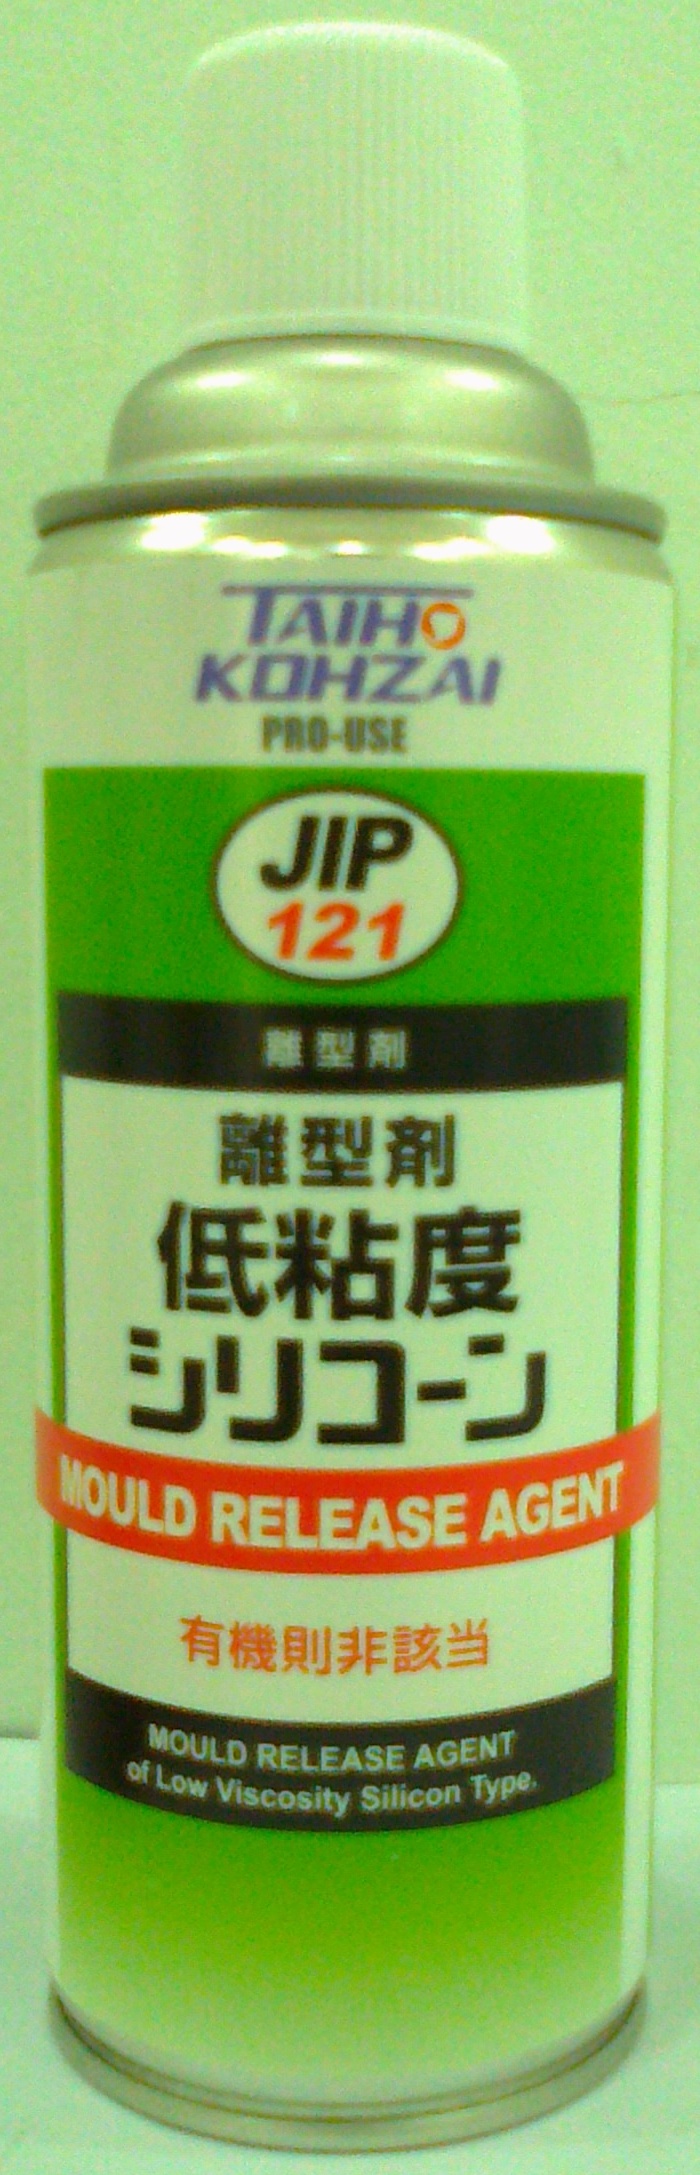 TAIHO
KOHZAI
PRO-USE
JIP
121
離型剤
離型剤
低粘度
シリコーン
MOULD RELEASE AGENT
有機則非該当
MOULD RELEASE AGENT
of Low Viscosity Silicon Type.